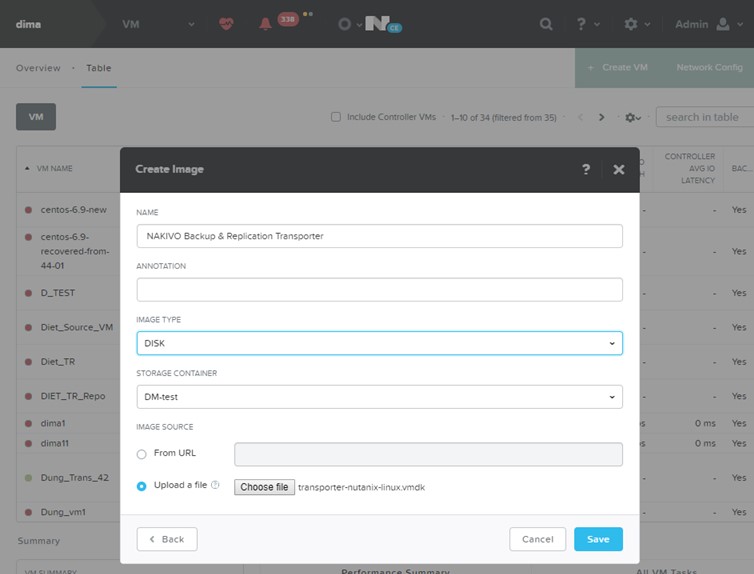 dima VM 338 N CE ? Admin
Overview · Table + Create VM Network Config
VM Include Controller VMs · 1–10 of 34 (filtered from 35) · search in table
VM NAME CONTROLLER AVG IO LATENCY BAC...
centos-6.9-new - - Yes
centos-6.9-recovered-from-44-01 - - Yes
D_TEST - - Yes
Diet_Source_VM - - Yes
Diet_TR - - Yes
DIET_TR_Repo - - Yes
dima1 0 ms Yes
dima11 0 ms Yes
Dung_Trans_42 - - Yes
Dung_vm1 - - Yes
Summary
VM SUMMARY Performance Summary All VM Tasks
Create Image ?
NAME
NAKIVO Backup & Replication Transporter
ANNOTATION
IMAGE TYPE
DISK
STORAGE CONTAINER
DM-test
IMAGE SOURCE
From URL
Upload a file ? Choose file transporter-nutanix-linux.vmdk
Back Cancel Save